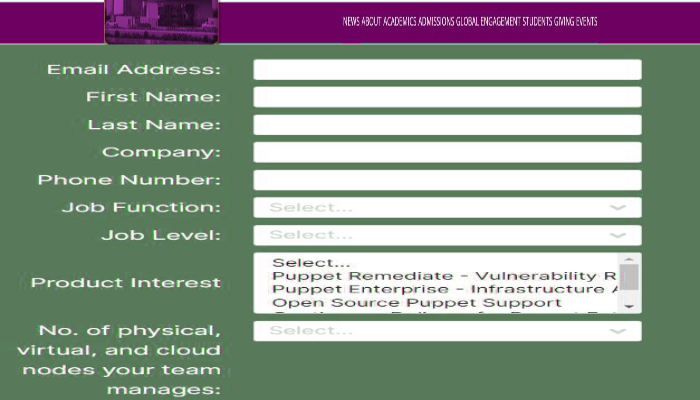 NEWS ABOUT ACADEMICS ADMISSIONS GLOBAL ENGAGEMENT STUDENTS GIVING EVENTS
Email Address:
First Name:
Last Name:
Company:
Phone Number:
Job Function: Select...
Job Level: Select...
Select...
Puppet Remediate - Vulnerability R
Product Interest
Puppet Enterprise - Infrastructure
Open Source Puppet Support
No. of physical, Select...
virtual, and cloud
nodes your team
manages: